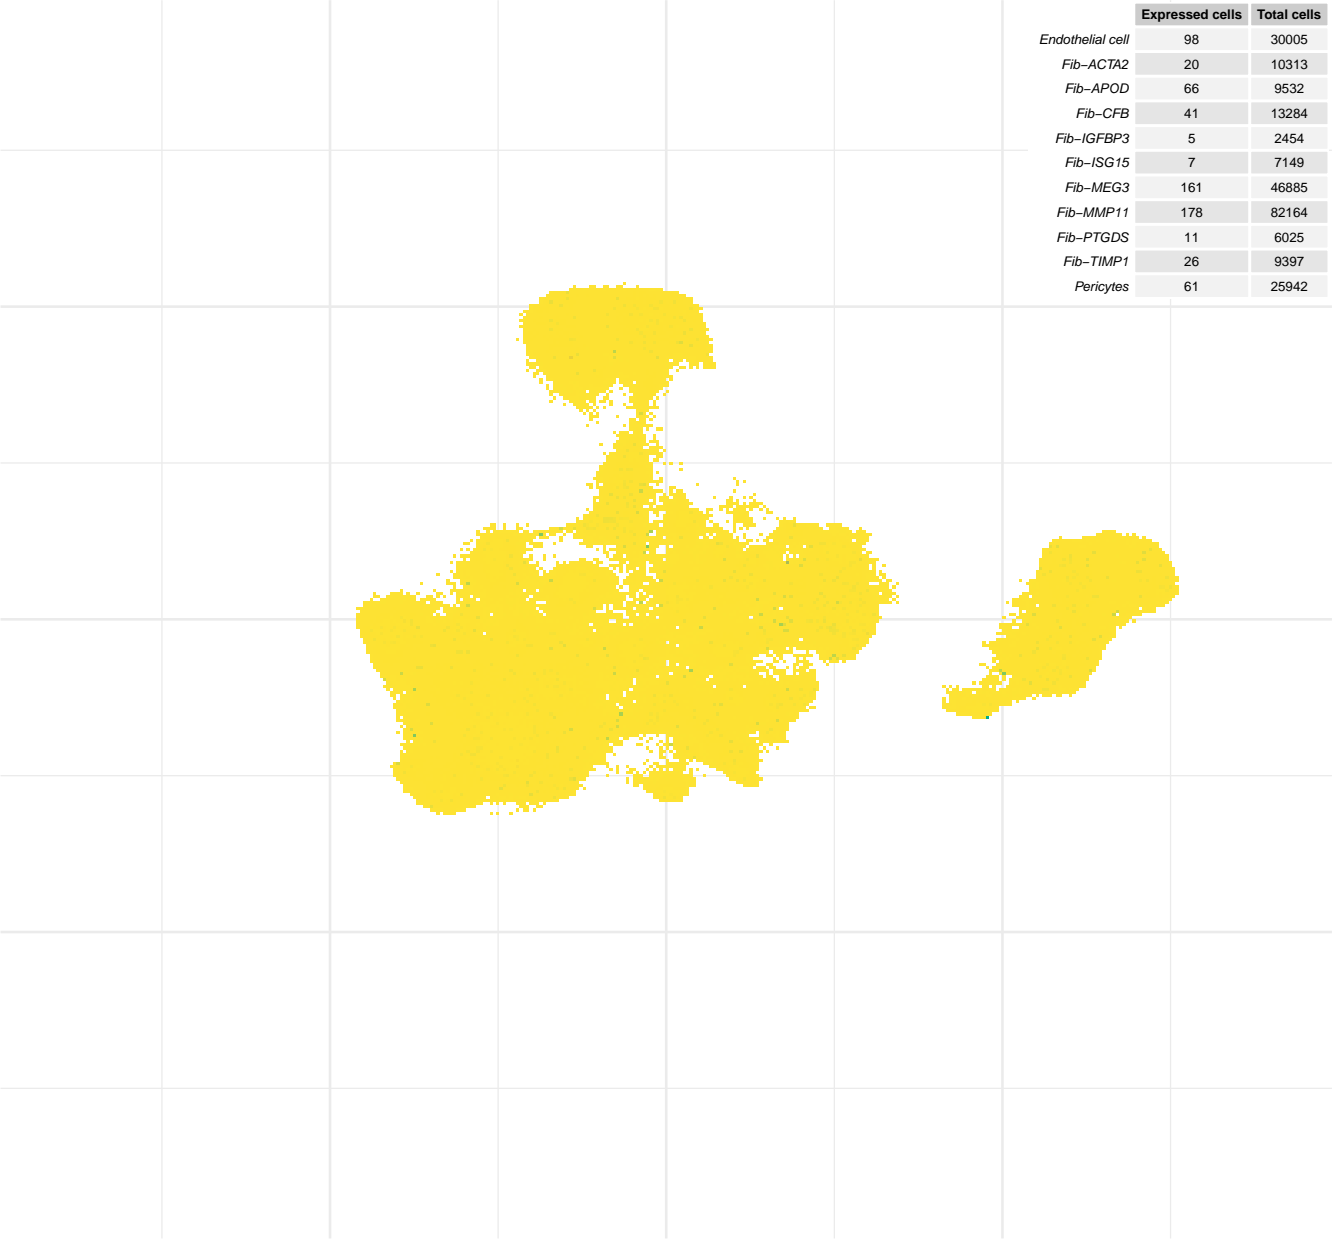 Expressed cells Total cells
Endothelial cell 98 30005
Fib−ACTA2 20 10313
Fib−APOD 66 9532
Fib−CFB 41 13284
Fib−IGFBP3 5 2454
Fib−ISG15 7 7149
Fib−MEG3 161 46885
Fib−MMP11 178 82164
Fib−PTGDS 11 6025
Fib−TIMP1 26 9397
Pericytes 61 25942